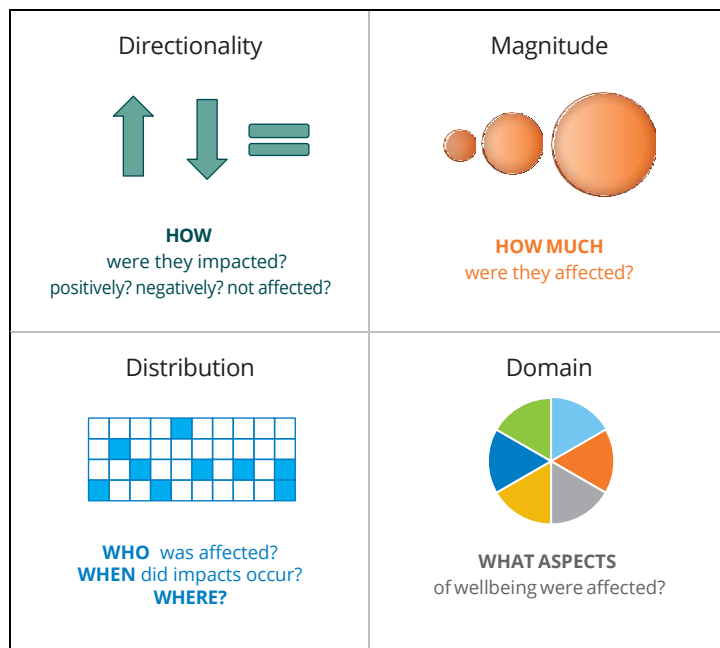 Directionality
HOW
were they impacted?
positively? negatively? not affected?
Magnitude
HOW MUCH
were they affected?
Distribution
WHO was affected?
WHEN did impacts occur?
WHERE?
Domain
WHAT ASPECTS
of wellbeing were affected?